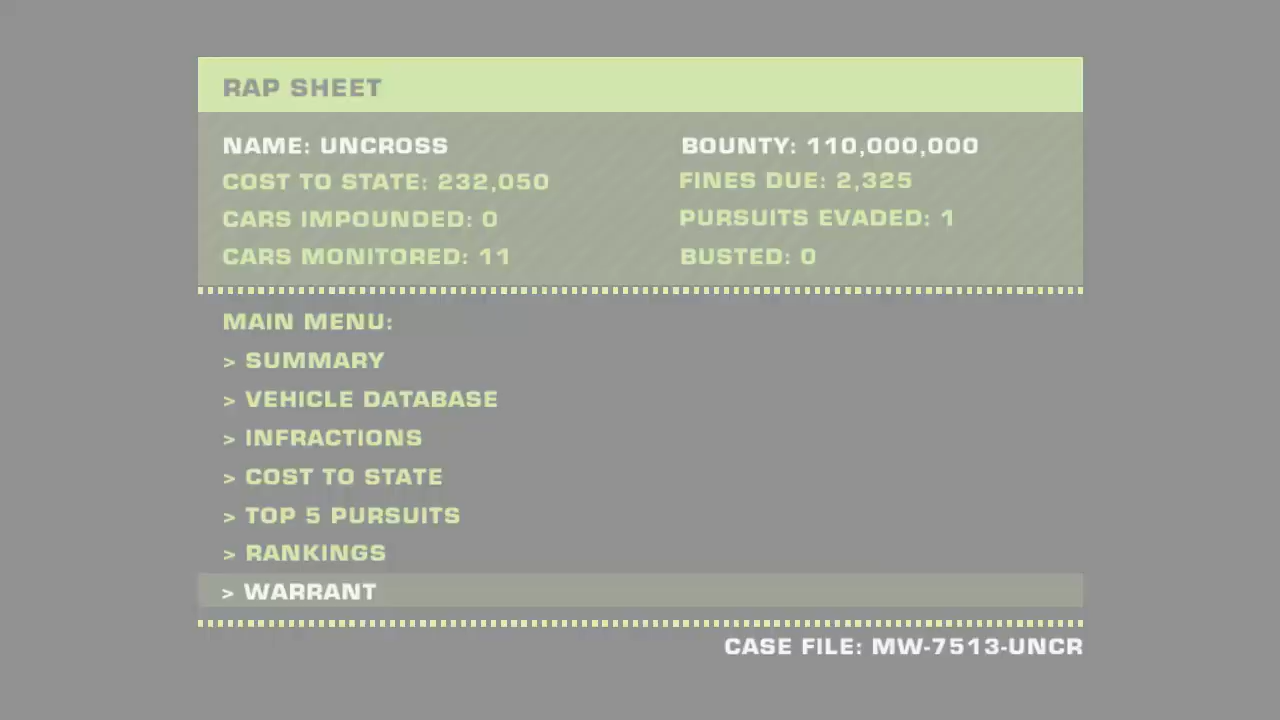 RAP SHEET
NAME: UNCROSS
BOUNTY: 110,000,000
COST TO STATE: 232,050
FINES DUE: 2,325
CARS IMPOUNDED: 0
PURSUITS EVADED: 1
CARS MONITORED: 11
BUSTED: 0
MAIN MENU:
> SUMMARY
> VEHICLE DATABASE
> INFRACTIONS
> COST TO STATE
> TOP 5 PURSUITS
> RANKINGS
> WARRANT
CASE FILE: MW-7513-UNCR